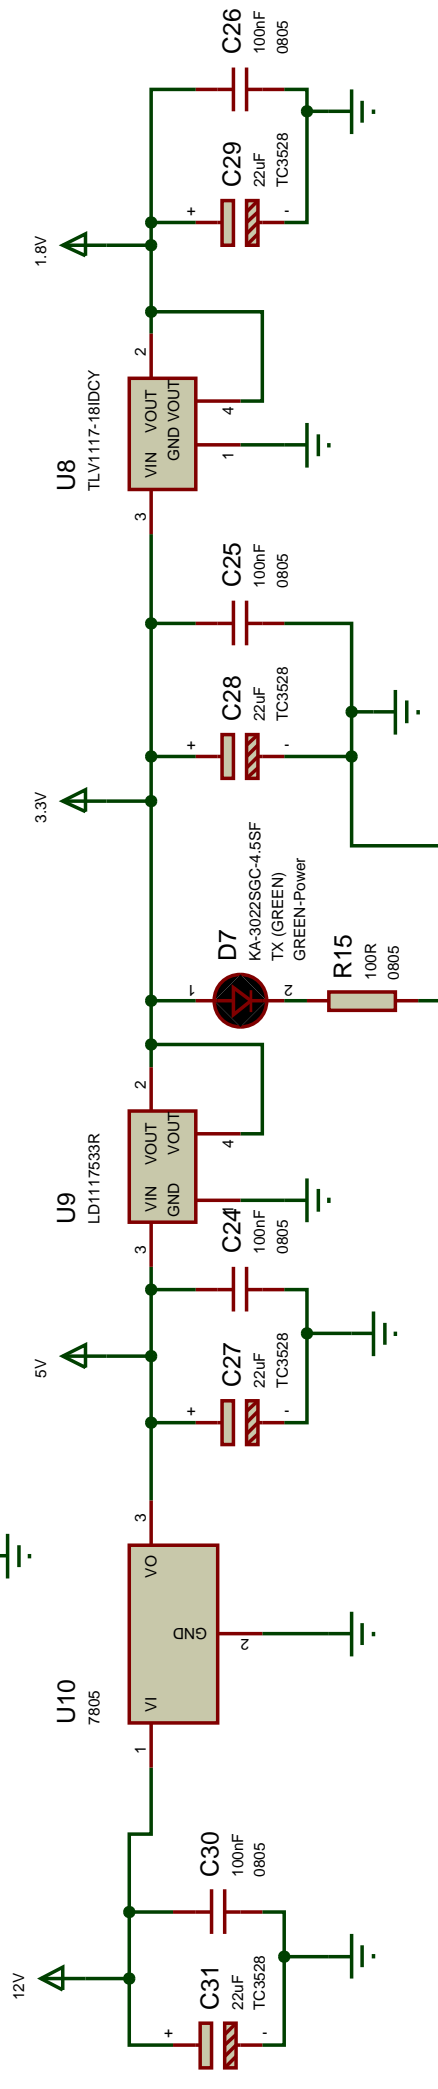 12V
+
-
C31
22uF
TC3528
C30
100nF
0805
U10
7805
1
VI
VO
3
GND
2
5V
+
-
C27
22uF
TC3528
C24
100nF
0805
U9
LD1117533R
3
VIN
VOUT
2
GND
VOUT
1
4
1
2
D7
KA-3022SGC-4.5SF
TX (GREEN)
GREEN-Power
R15
100R
0805
3.3V
+
-
C28
22uF
TC3528
C25
100nF
0805
U8
TLV1117-18IDCY
3
VIN
VOUT
2
GND VOUT
1
4
1.8V
+
-
C29
22uF
TC3528
C26
100nF
0805